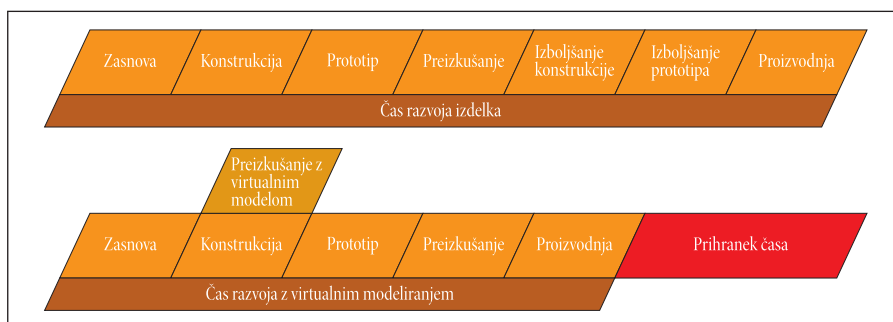 Zasnova
Konstrukcija
Prototip
Preizkušanje
Izboljšanje
konstrukcije
Izboljšanje
prototipa
Proizvodnja
Čas razvoja izdelka
Preizkušanje z
virtualnim
modelom
Zasnova
Konstrukcija
Prototip
Preizkušanje
Proizvodnja
Prihranek časa
Čas razvoja z virtualnim modeliranjem